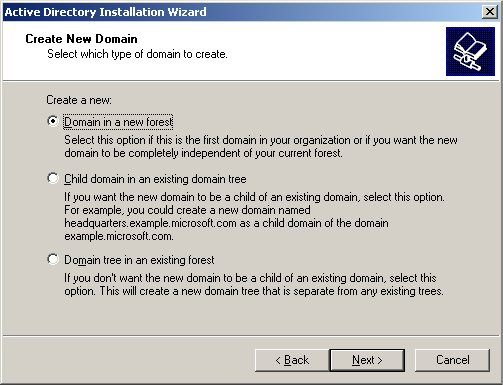 Active Directory Installation Wizard
Create New Domain
Select which type of domain to create.
Create a new:
Domain in a new forest
Select this option if this is the first domain in your organization or if you want the new
domain to be completely independent of your current forest.
Child domain in an existing domain tree
If you want the new domain to be a child of an existing domain, select this option.
For example, you could create a new domain named
headquarters.example.microsoft.com as a child domain of the domain
example.microsoft.com.
Domain tree in an existing forest
If you don't want the new domain to be a child of an existing domain, select this
option. This will create a new domain tree that is separate from any existing trees.
< Back
Next >
Cancel